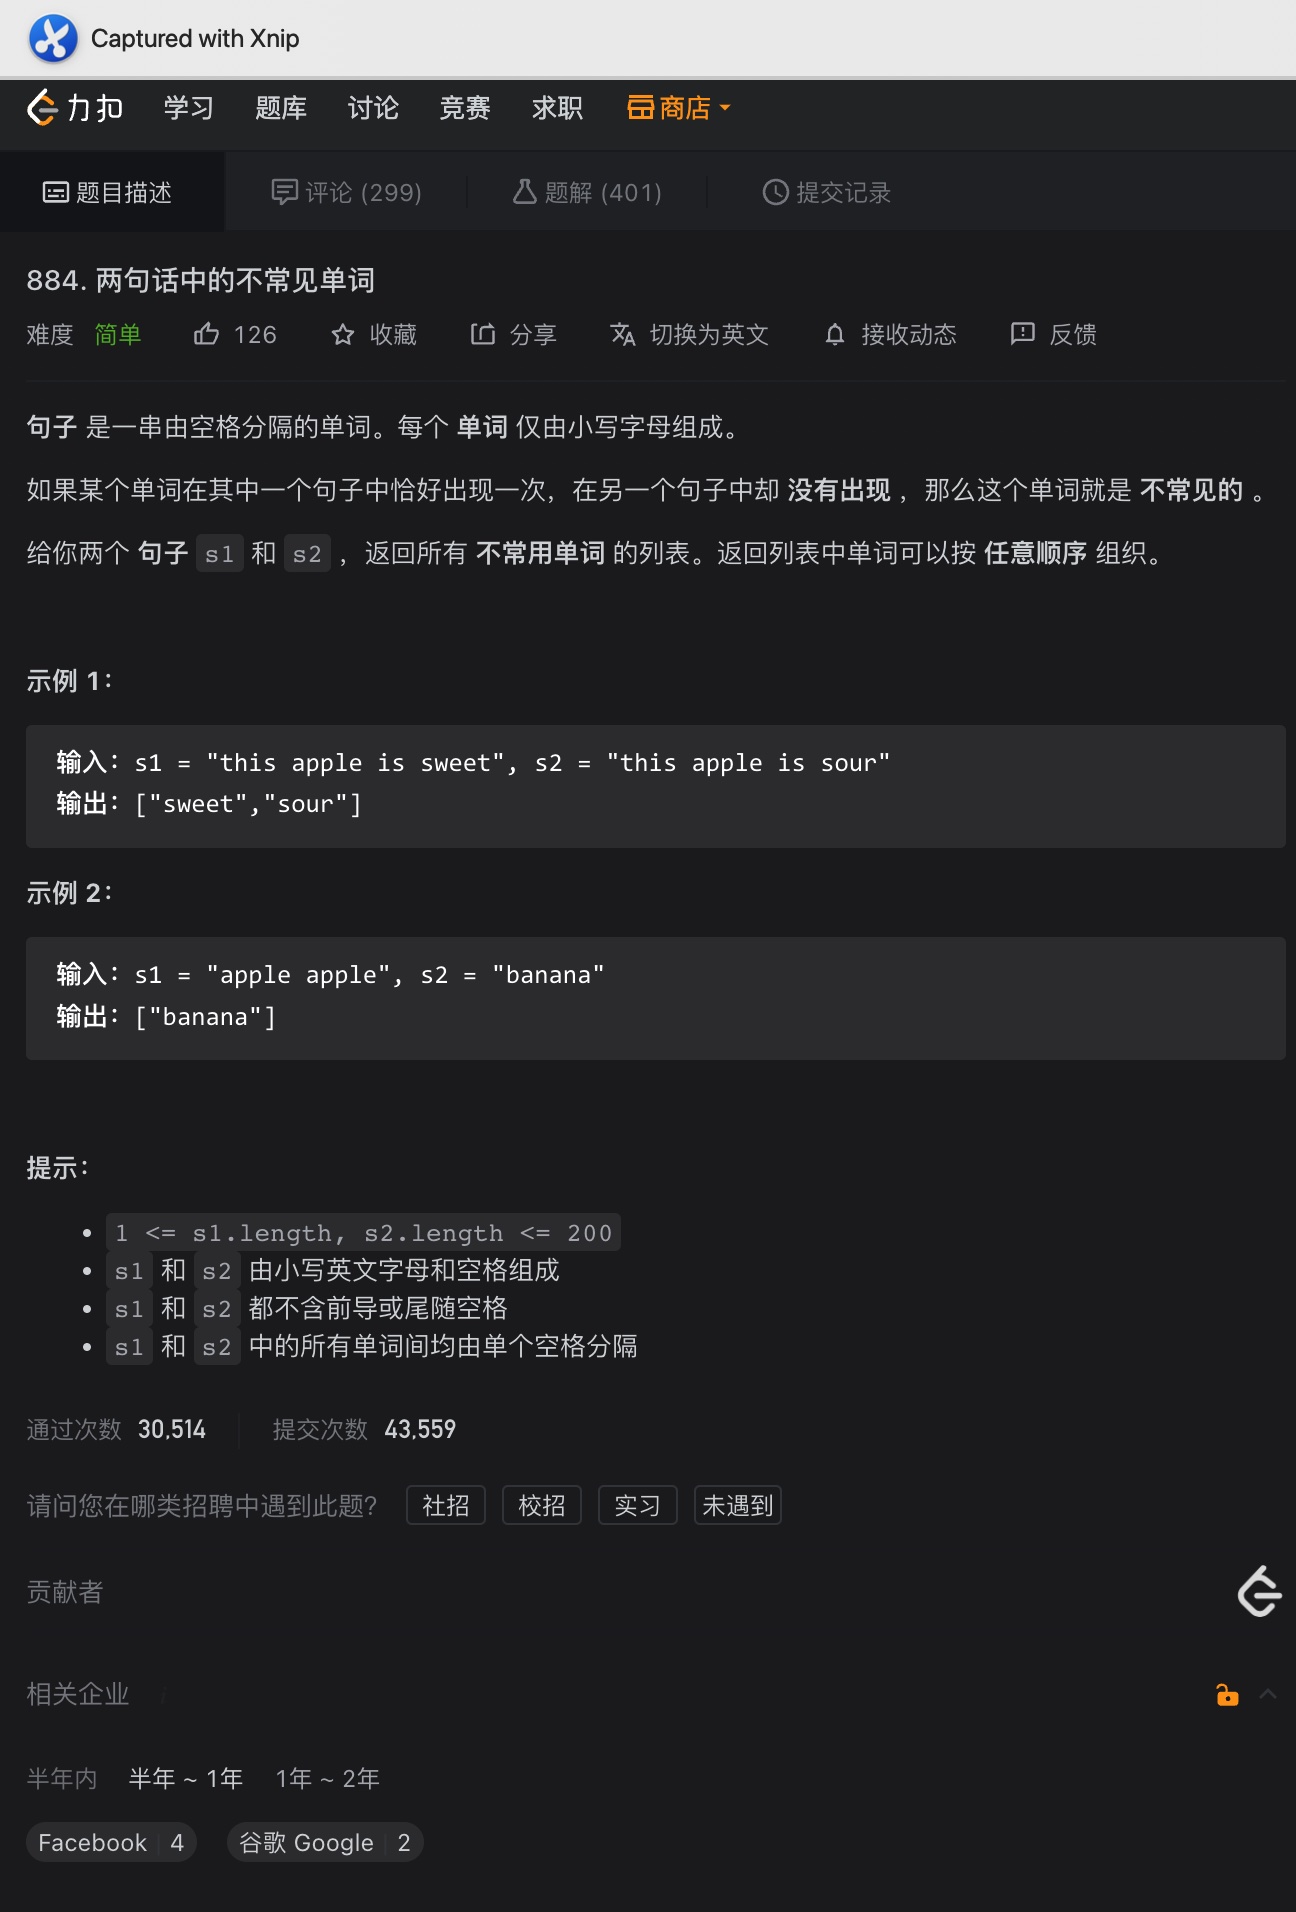 Captured with Xnip
力扣 学习 题库 讨论 竞赛 求职 商店
题目描述 评论 (299) 题解 (401) 提交记录
884. 两句话中的不常见单词
难度 简单 126 收藏 分享 切换为英文 接收动态 反馈
句子 是一串由空格分隔的单词。每个 单词 仅由小写字母组成。
如果某个单词在其中一个句子中恰好出现一次，在另一个句子中却 没有出现 ，那么这个单词就是 不常见的 。
给你两个 句子 s1 和 s2 ，返回所有 不常用单词 的列表。返回列表中单词可以按 任意顺序 组织。
示例 1：
输入：s1 = "this apple is sweet", s2 = "this apple is sour"
输出：["sweet","sour"]
示例 2：
输入：s1 = "apple apple", s2 = "banana"
输出：["banana"]
提示：
1 <= s1.length, s2.length <= 200
s1 和 s2 由小写英文字母和空格组成
s1 和 s2 都不含前导或尾随空格
s1 和 s2 中的所有单词间均由单个空格分隔
通过次数 30,514 提交次数 43,559
请问您在哪类招聘中遇到此题? 社招 校招 实习 未遇到
贡献者
相关企业
半年内 半年 ~ 1年 1年 ~ 2年
Facebook 4 谷歌 Google 2